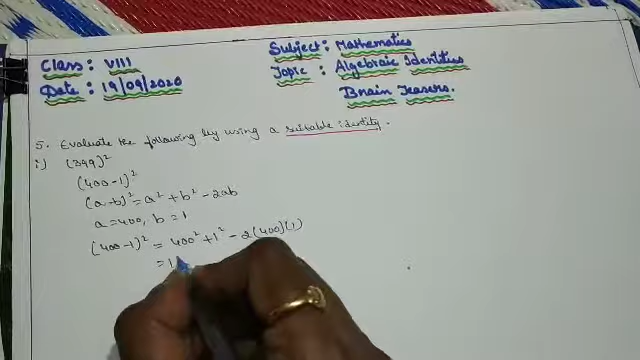 Class: VIII
Subject: Mathematics
Date: 19/09/2020
Topic: Algebraic Identities
Brain Teasers.
5. Evaluate the following by using a suitable identity.
i) (399)²
(400-1)²
(a-b)² = a² + b² - 2ab
a=400, b=1
(400-1)² = 400² + 1² - 2(400)(1)
= 1